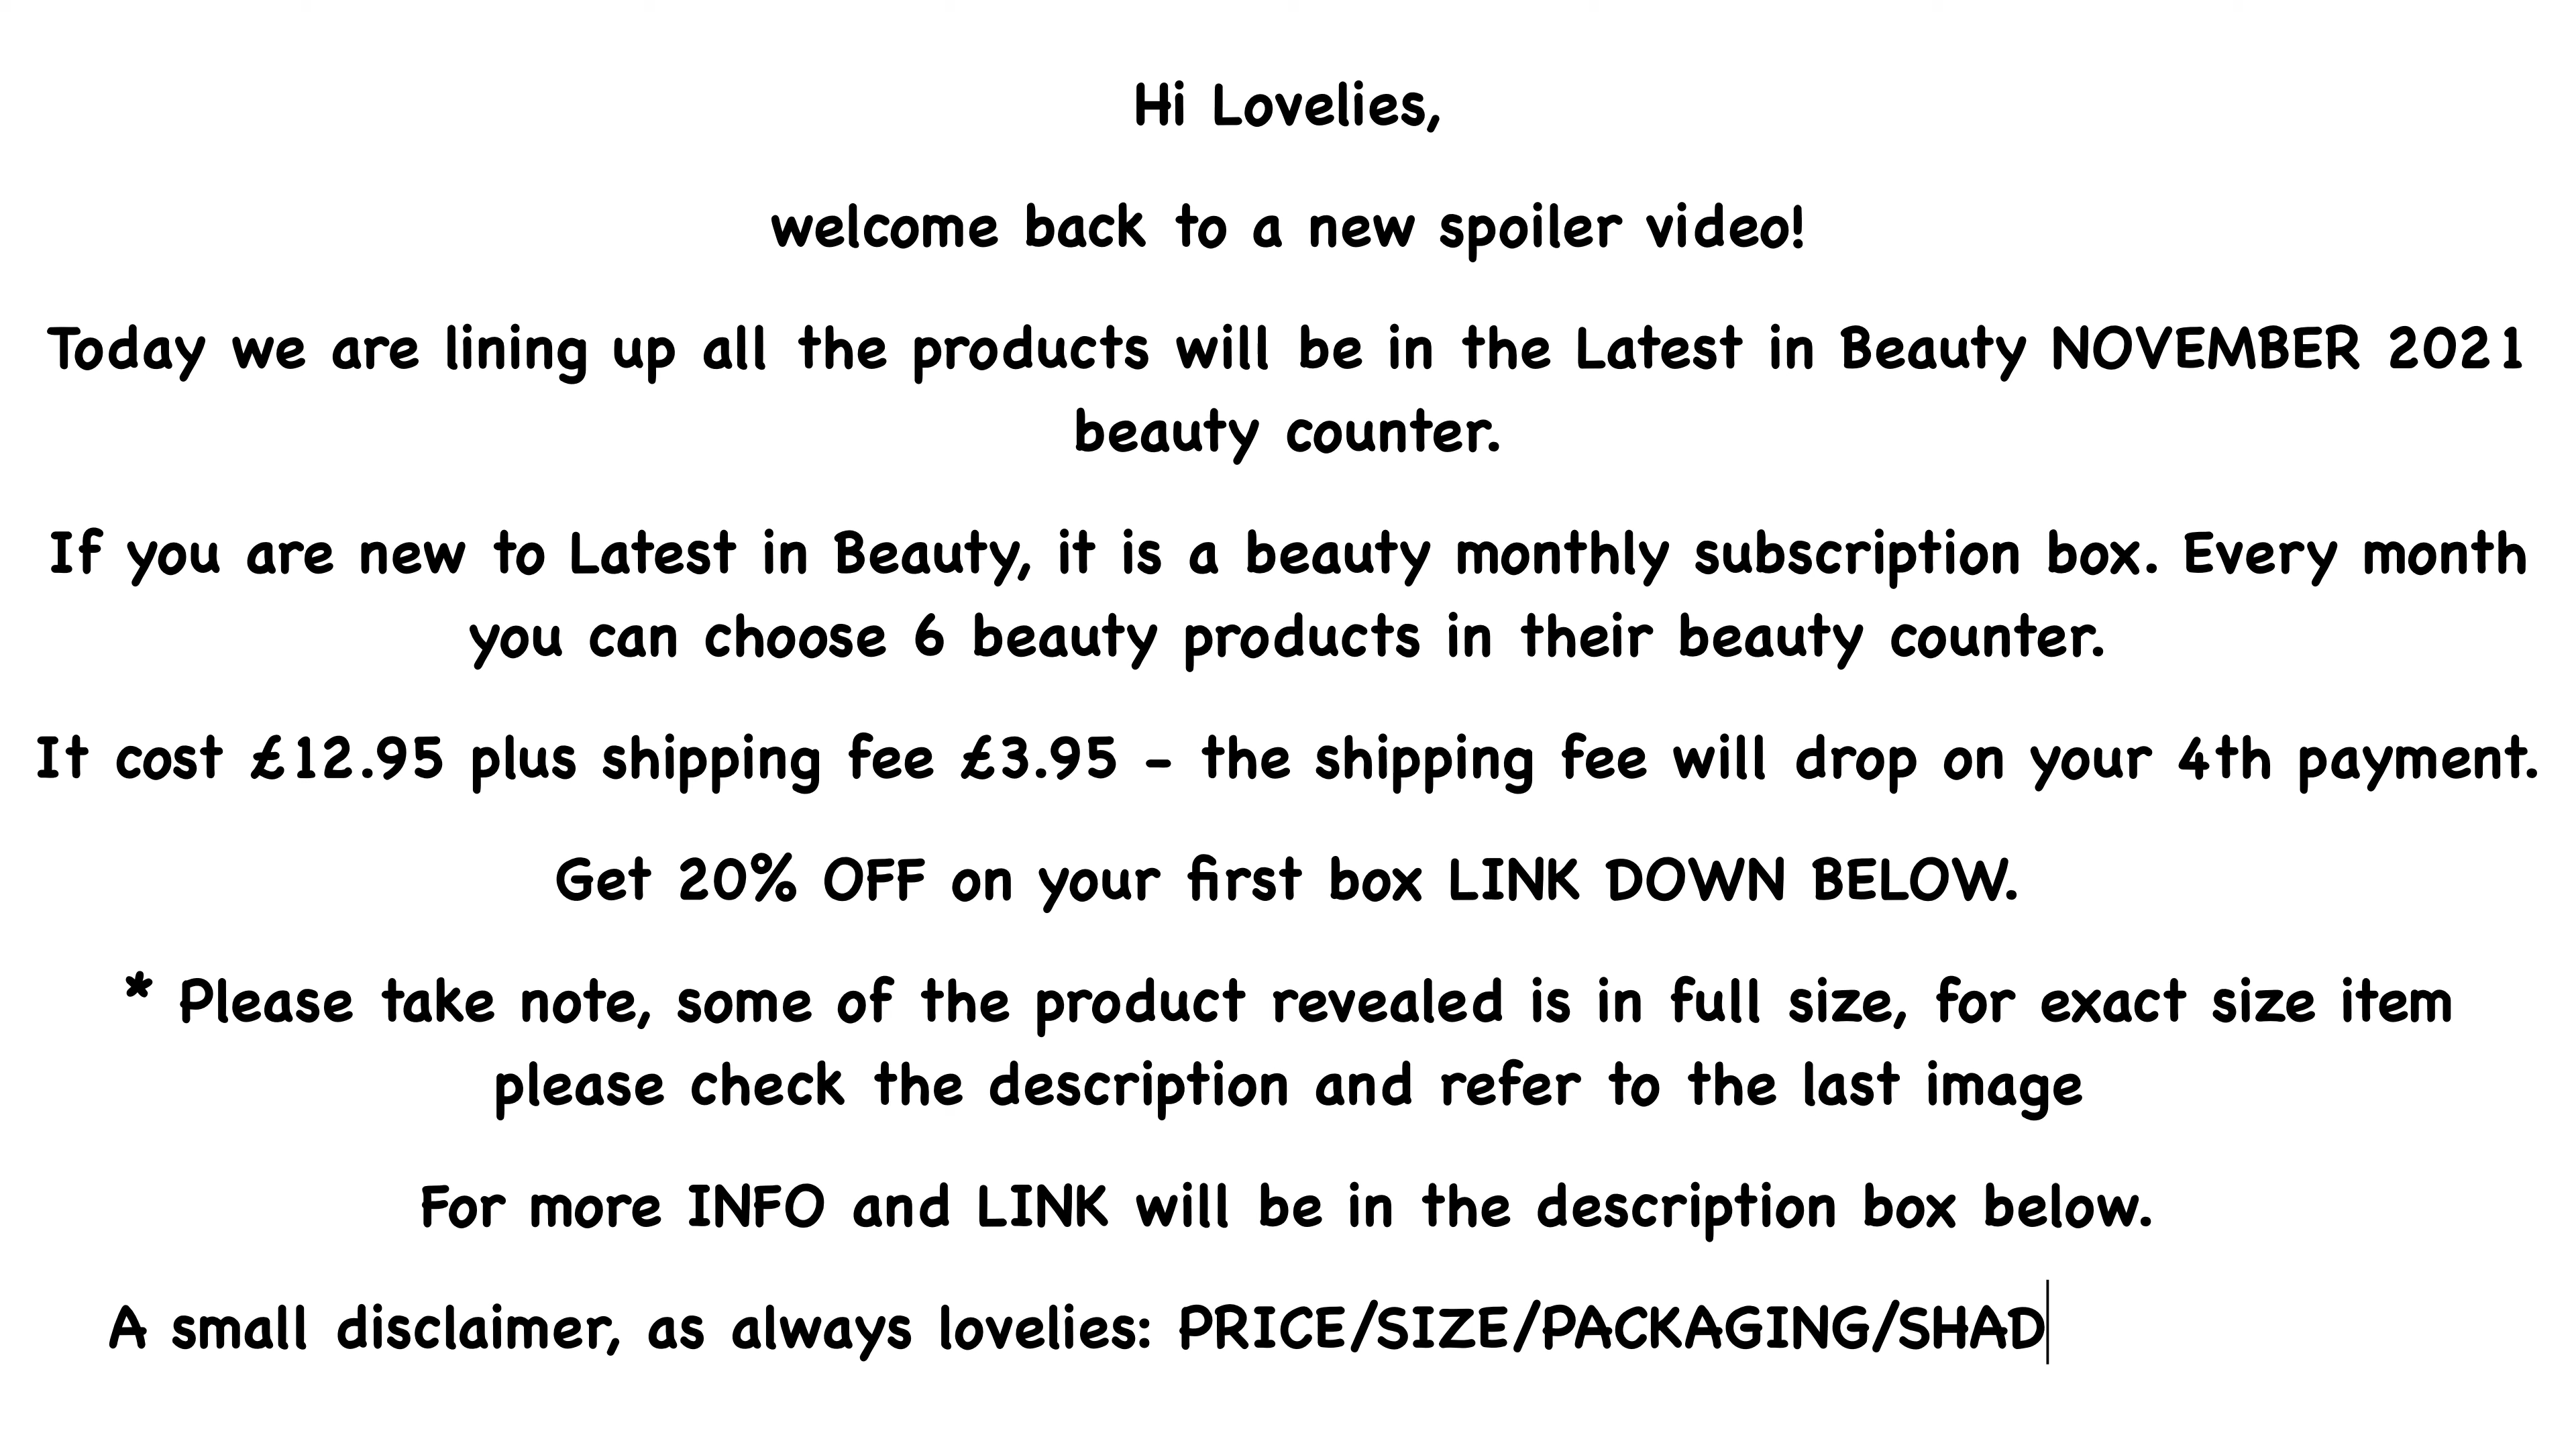 Hi Lovelies,
welcome back to a new spoiler video!
Today we are lining up all the products will be in the Latest in Beauty NOVEMBER 2021
beauty counter.
If you are new to Latest in Beauty, it is a beauty monthly subscription box. Every month
you can choose 6 beauty products in their beauty counter.
It cost £12.95 plus shipping fee £3.95 - the shipping fee will drop on your 4th payment.
Get 20% OFF on your first box LINK DOWN BELOW.
* Please take note, some of the product revealed is in full size, for exact size item
please check the description and refer to the last image
For more INFO and LINK will be in the description box below.
A small disclaimer, as always lovelies: PRICE/SIZE/PACKAGING/SHAD